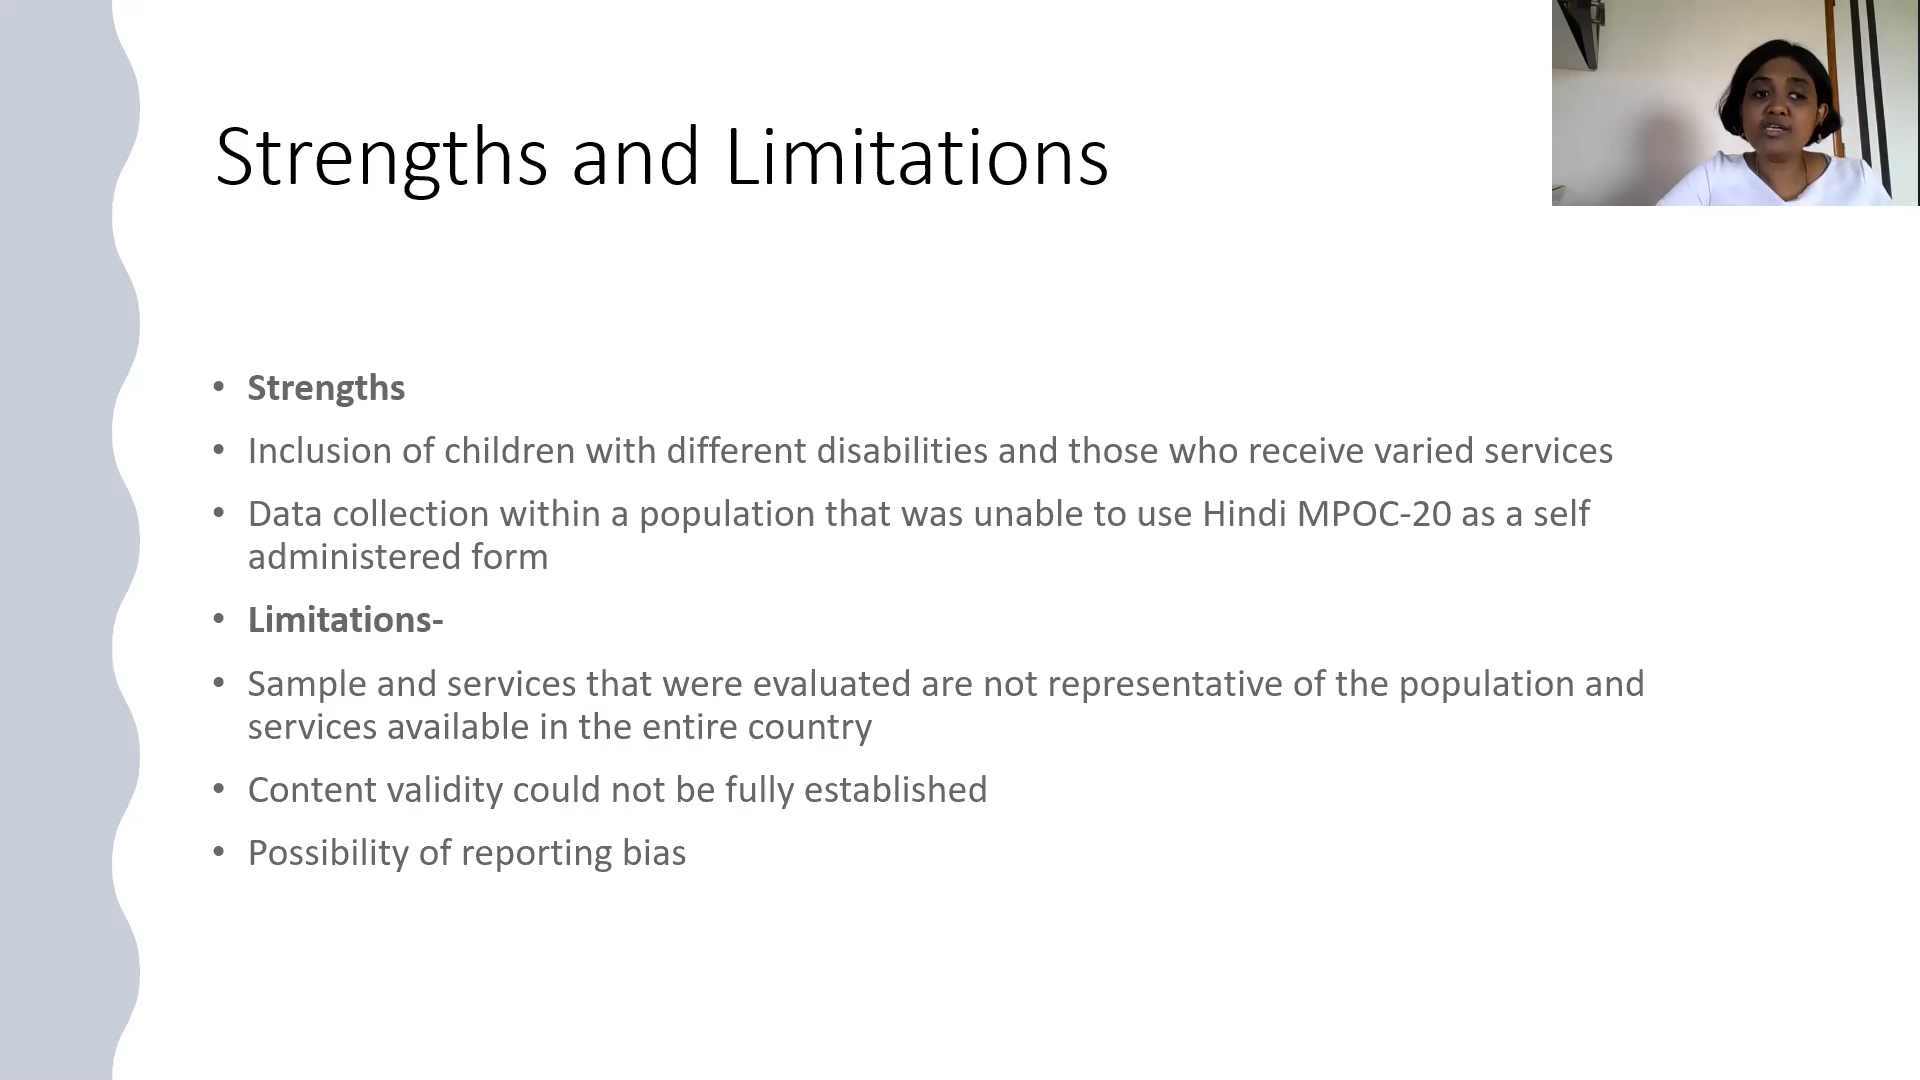 Strengths and Limitations
• Strengths
• Inclusion of children with different disabilities and those who receive varied services
• Data collection within a population that was unable to use Hindi MPOC-20 as a self
administered form
• Limitations-
• Sample and services that were evaluated are not representative of the population and
services available in the entire country
• Content validity could not be fully established
• Possibility of reporting bias